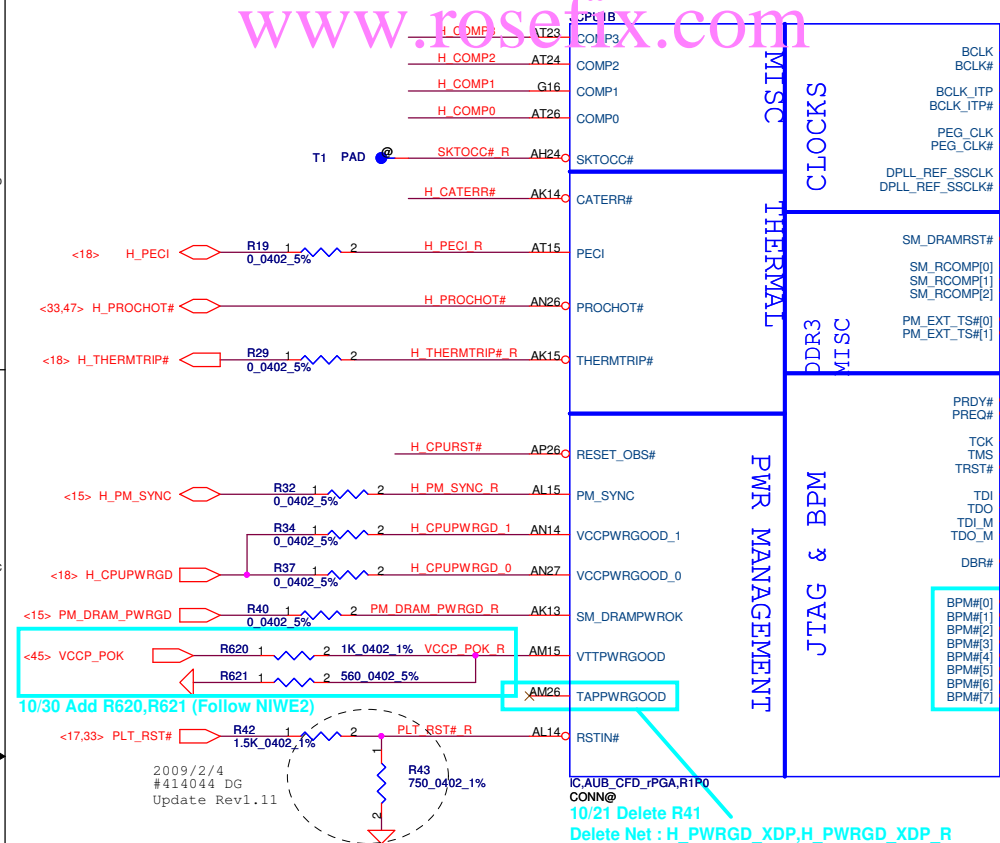 www.rosefix.com
JCPU1B
H_COMP3 AT23 COMP3
H_COMP2 AT24 COMP2
H_COMP1 G16 COMP1
H_COMP0 AT26 COMP0
T1 PAD @ SKTOCC#_R AH24 SKTOCC#
MISC
H_CATERR# AK14 CATERR#
<18> H_PECI R19 1 2 H_PECI_R AT15 PECI
0_0402_5%
<33,47> H_PROCHOT# H_PROCHOT# AN26 PROCHOT#
<18> H_THERMTRIP# R29 1 2 H_THERMTRIP#_R AK15 THERMTRIP#
0_0402_5%
THERMAL
H_CPURST# AP26 RESET_OBS#
<15> H_PM_SYNC R32 1 2 H_PM_SYNC_R AL15 PM_SYNC
0_0402_5%
R34 1 2 H_CPUPWRGD_1 AN14 VCCPWRGOOD_1
0_0402_5%
<18> H_CPUPWRGD R37 1 2 H_CPUPWRGD_0 AN27 VCCPWRGOOD_0
0_0402_5%
<15> PM_DRAM_PWRGD R40 1 2 PM_DRAM_PWRGD_R AK13 SM_DRAMPWROK
0_0402_5%
<45> VCCP_POK R620 1 2 1K_0402_1% VCCP_POK_R AM15 VTTPWRGOOD
R621 1 2 560_0402_5%
AM26 TAPPWRGOOD
10/30 Add R620,R621 (Follow NIWE2)
<17,33> PLT_RST# R42 1 2 PLT_RST#_R AL14 RSTIN#
1.5K_0402_1%
PWR MANAGEMENT
1
R43
750_0402_1%
2
2009/2/4
#414044 DG
Update Rev1.11
CLOCKS
BCLK
BCLK#
BCLK_ITP
BCLK_ITP#
PEG_CLK
PEG_CLK#
DPLL_REF_SSCLK
DPLL_REF_SSCLK#
DDR3
MISC
SM_DRAMRST#
SM_RCOMP[0]
SM_RCOMP[1]
SM_RCOMP[2]
PM_EXT_TS#[0]
PM_EXT_TS#[1]
JTAG & BPM
PRDY#
PREQ#
TCK
TMS
TRST#
TDI
TDO
TDI_M
TDO_M
DBR#
BPM#[0]
BPM#[1]
BPM#[2]
BPM#[3]
BPM#[4]
BPM#[5]
BPM#[6]
BPM#[7]
IC,AUB_CFD_rPGA,R1P0
CONN@
10/21 Delete R41
Delete Net : H_PWRGD_XDP,H_PWRGD_XDP_R